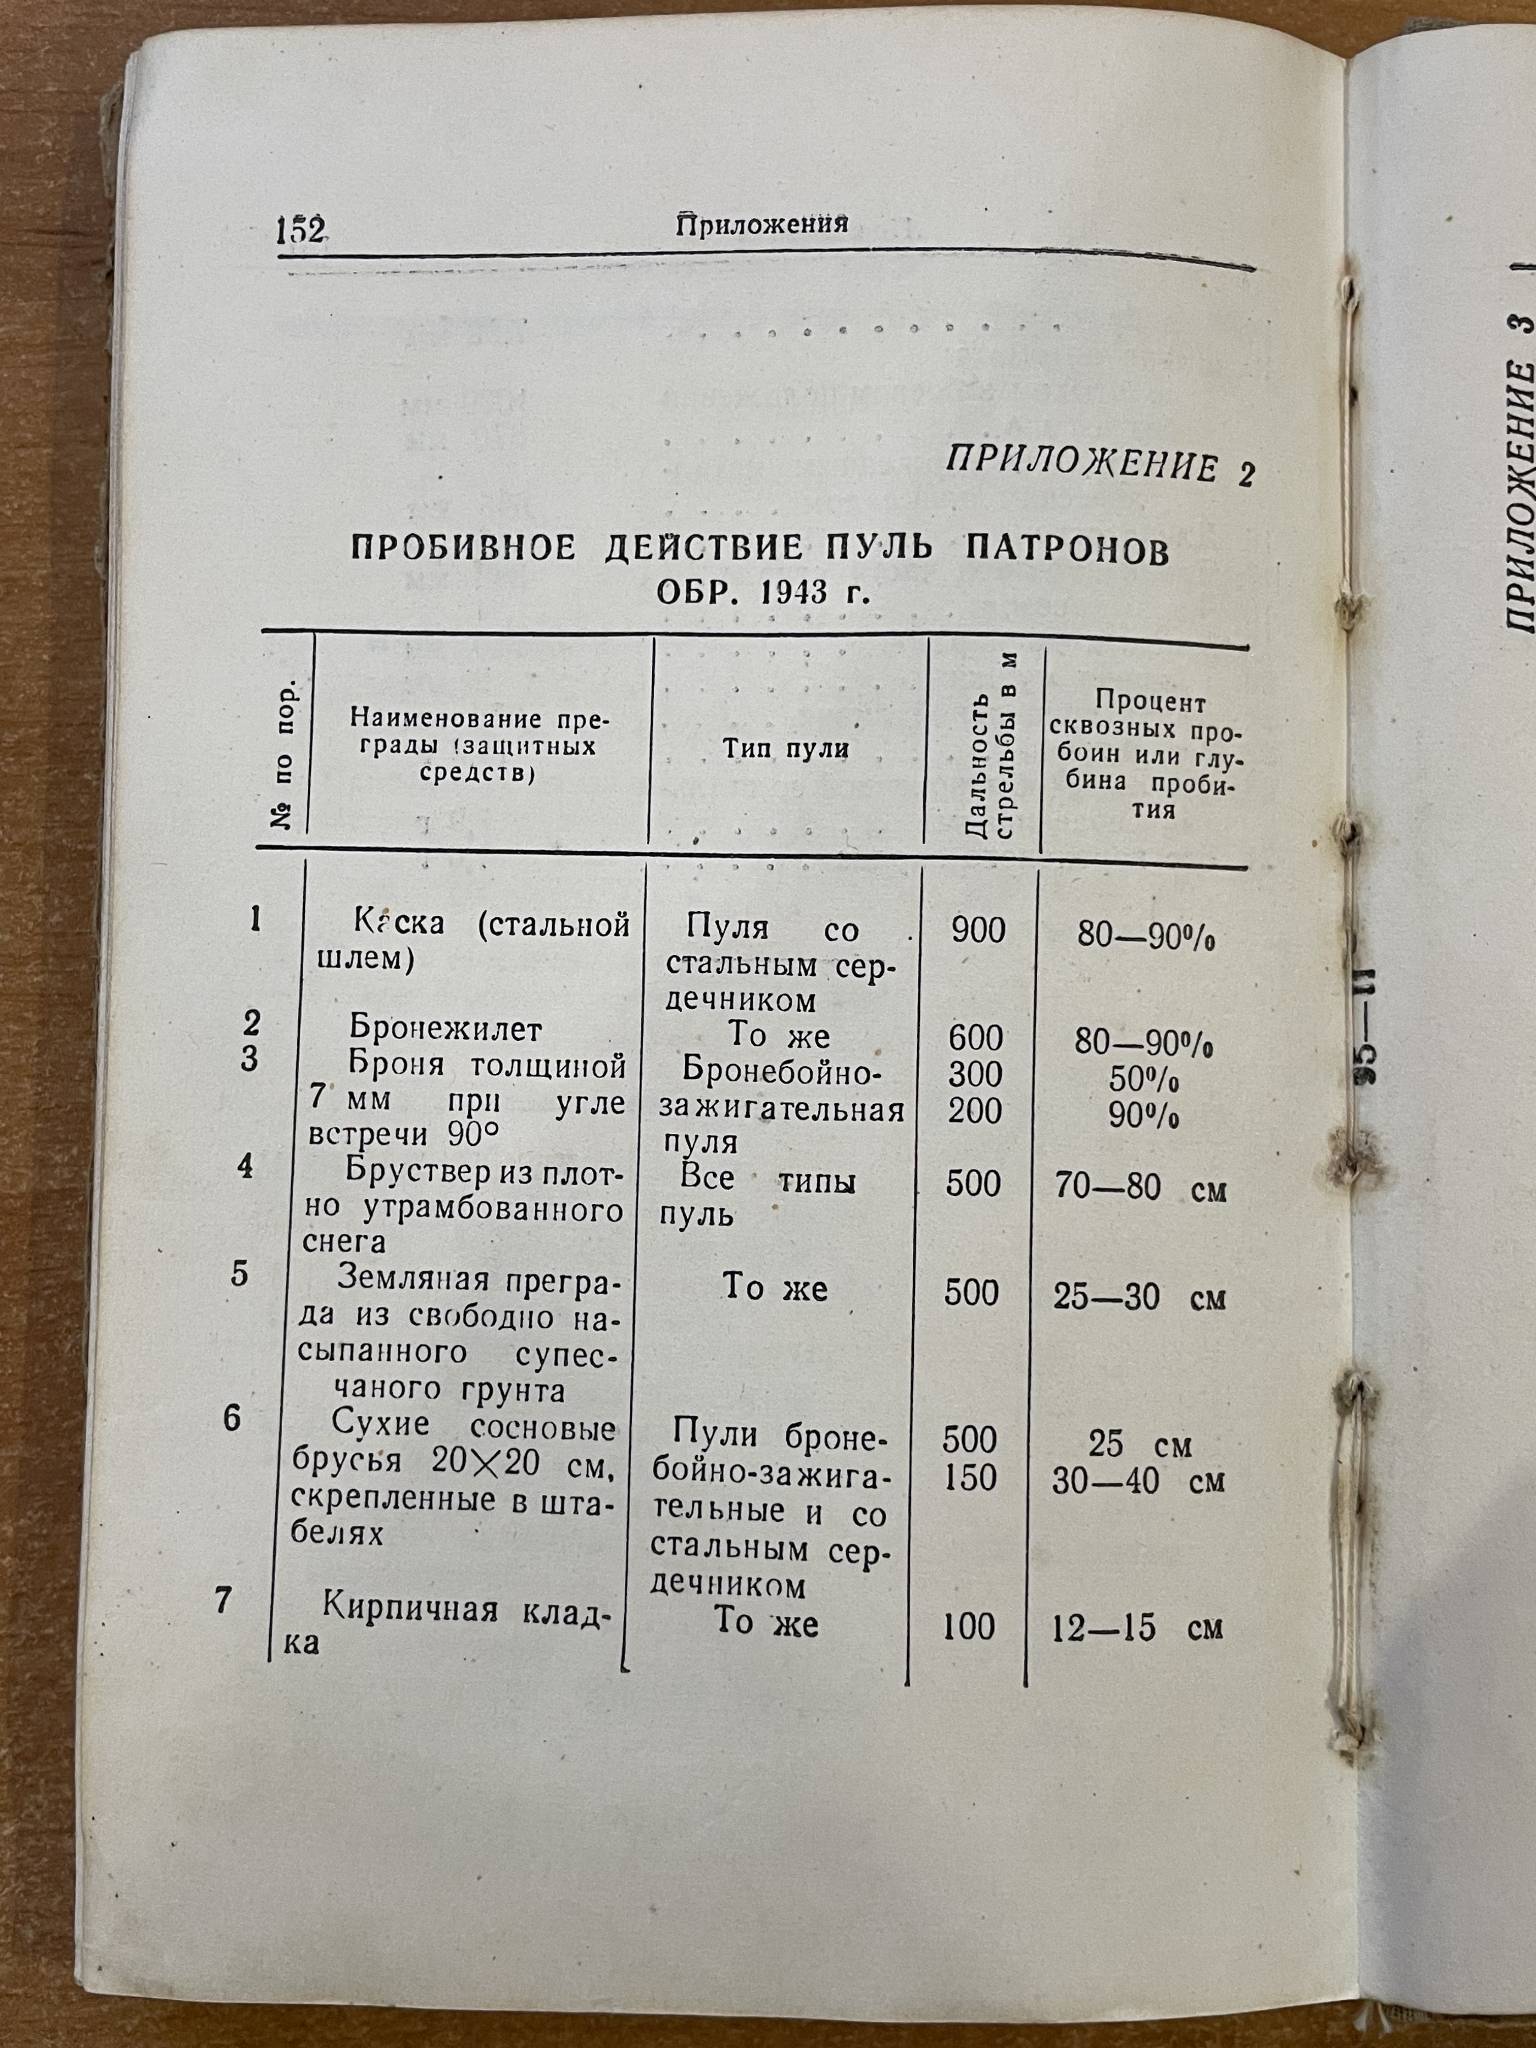 152
Приложения
ПРИЛОЖЕНИЕ 2
ПРОБИВНОЕ ДЕЙСТВИЕ ПУЛЬ ПАТРОНОВ
ОБР. 1943 г.
№ по пор.
Наименование пре-
грады (защитных
средств)
Тип пули
Дальность
стрельбы в м
Процент
сквозных про-
боин или глу-
бина проби-
тия
1
Каска (стальной
шлем)
Пуля со
стальным сер-
дечником
900
80—90%
2
Бронежилет
То же
600
80—90%
3
Броня толщиной
7 мм при угле
встречи 90°
Бронебойно-
зажигательная
пуля
300
50%
200
90%
4
Бруствер из плот-
но утрамбованного
снега
Все типы
пуль
500
70—80 см
5
Земляная прегра-
да из свободно на-
сыпанного супес-
чаного грунта
То же
500
25—30 см
6
Сухие сосновые
брусья 20×20 см,
скрепленные в шта-
белях
Пули броне-
бойно-зажига-
тельные и со
стальным сер-
дечником
500
25 см
150
30—40 см
7
Кирпичная клад-
ка
То же
100
12—15 см
ПРИЛОЖЕНИЕ 3